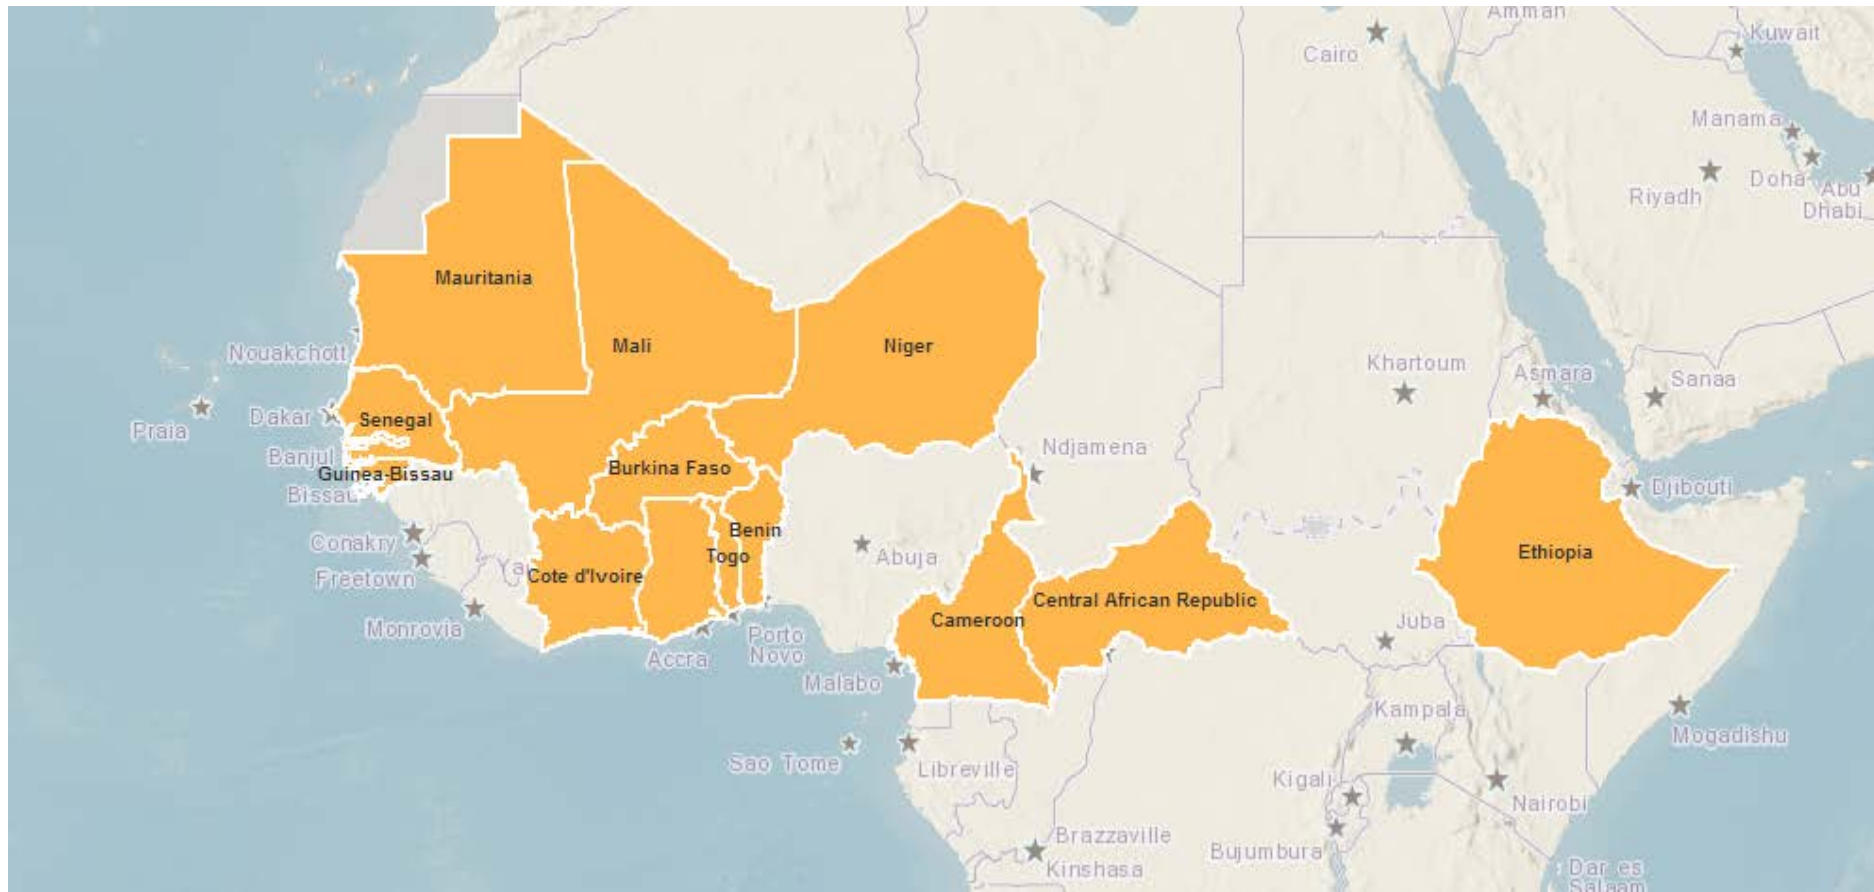 Amman
Kuwait
Cairo
Manama
Doha
Abu
Dhabi
Riyadh
Mauritania
Mali
Niger
Nouakchott
Khartoum
Asmara
Sanaa
Praia
Dakar
Senegal
Banjul
Guinea-Bissau
Bissau
Burkina Faso
Ndjamena
Djibouti
Conakry
Freetown
Benin
Togo
Abuja
Ethiopia
Cote d'Ivoire
Monrovia
Accra
Porto
Novo
Central African Republic
Cameroon
Juba
Malabo
Kampala
Mogadishu
Sao Tome
Libreville
Kigali
Nairobi
Brazzaville
Kinshasa
Bujumbura
Dar es
Salaam